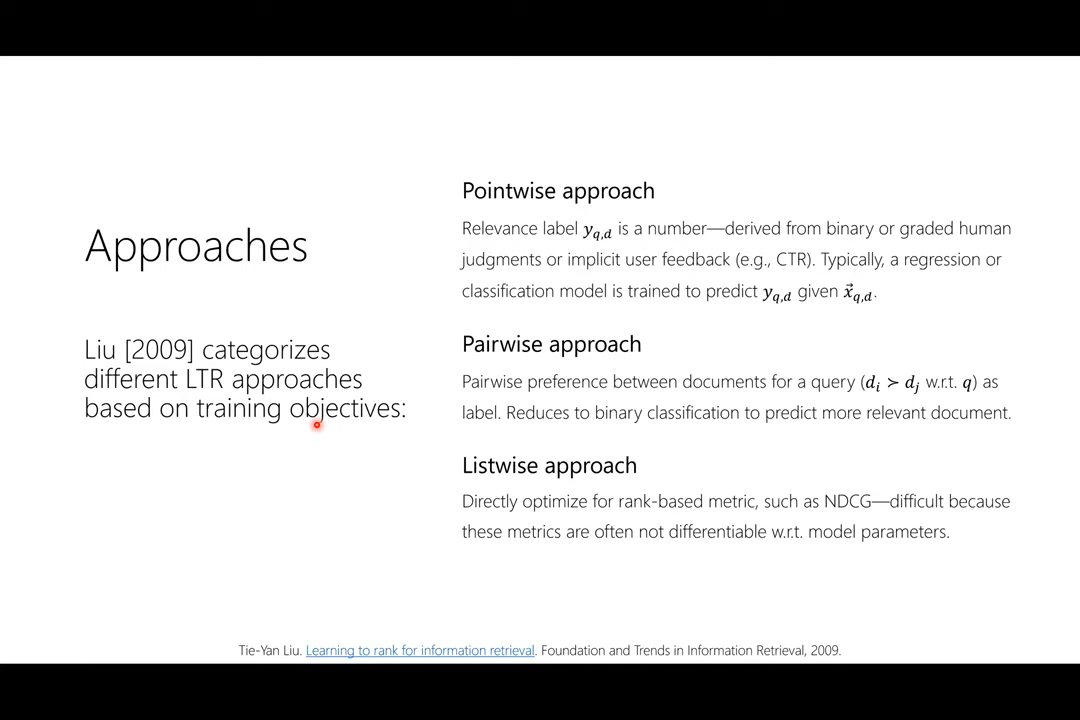 Approaches
Liu [2009] categorizes
different LTR approaches
based on training objectives:
Pointwise approach
Relevance label y_{q,d} is a number—derived from binary or graded human
judgments or implicit user feedback (e.g., CTR). Typically, a regression or
classification model is trained to predict y_{q,d} given \vec{x}_{q,d}.
Pairwise approach
Pairwise preference between documents for a query (d_i ≻ d_j w.r.t. q) as
label. Reduces to binary classification to predict more relevant document.
Listwise approach
Directly optimize for rank-based metric, such as NDCG—difficult because
these metrics are often not differentiable w.r.t. model parameters.
Tie-Yan Liu. Learning to rank for information retrieval. Foundation and Trends in Information Retrieval, 2009.